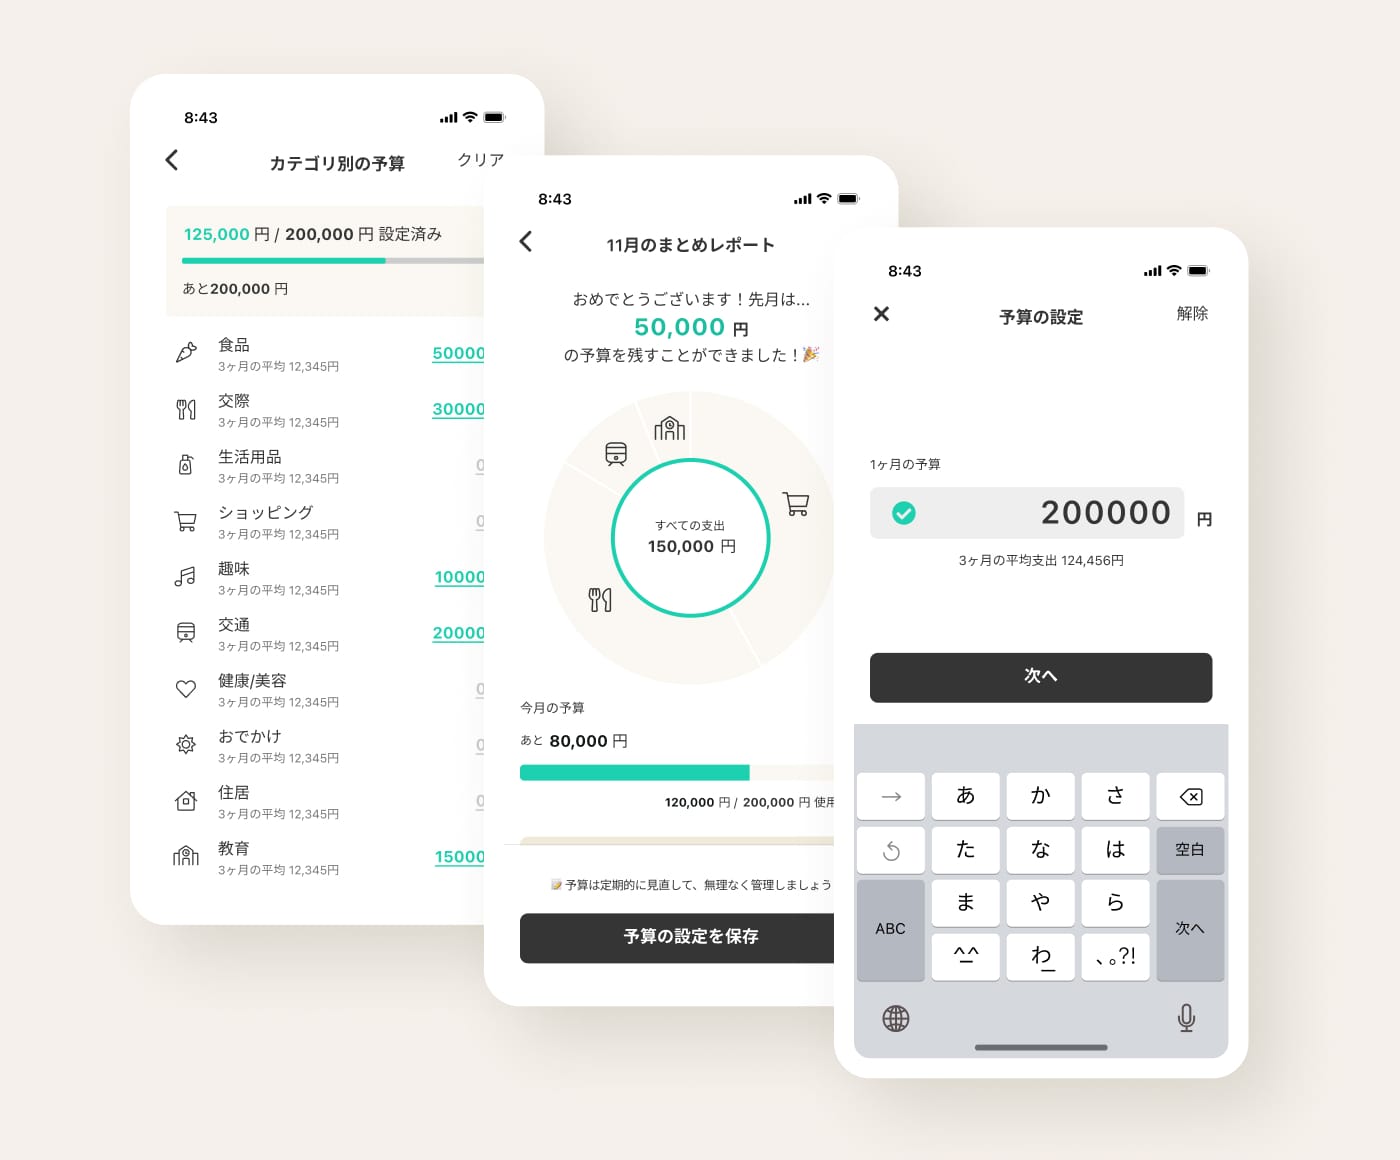 8:43
カテゴリ別の予算
クリア
125,000 円 / 200,000 円 設定済み
あと200,000 円
食品
3ヶ月の平均 12,345円
50000
交際
3ヶ月の平均 12,345円
30000
生活用品
3ヶ月の平均 12,345円
0
ショッピング
3ヶ月の平均 12,345円
0
趣味
3ヶ月の平均 12,345円
10000
交通
3ヶ月の平均 12,345円
20000
健康/美容
3ヶ月の平均 12,345円
0
おでかけ
3ヶ月の平均 12,345円
0
住居
3ヶ月の平均 12,345円
0
教育
3ヶ月の平均 12,345円
15000
8:43
11月のまとめレポート
おめでとうございます！先月は...
50,000 円
の予算を残すことができました！🎉
すべての支出
150,000 円
今月の予算
あと 80,000 円
120,000 円 / 200,000 円 使用
📝 予算は定期的に見直して、無理なく管理しましょう
予算の設定を保存
8:43
予算の設定
解除
1ヶ月の予算
200000
円
3ヶ月の平均支出 124,456円
次へ
→ あ か さ
た な は 空白
ABC ま や ら 次へ
^_^ わ_ 、。?!